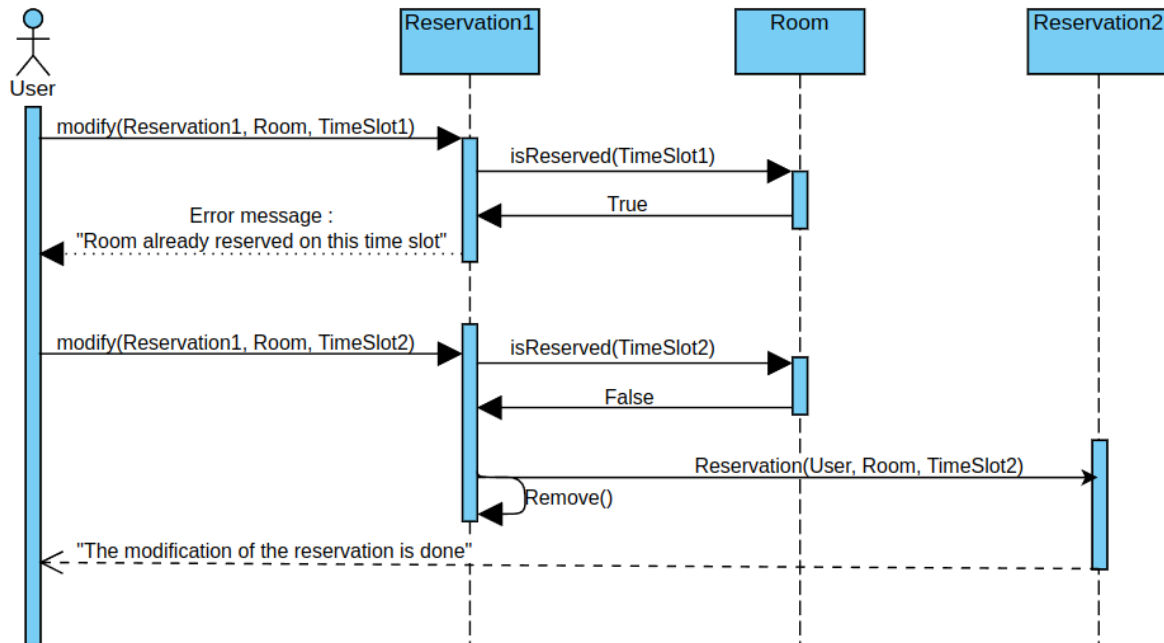 Reservation1
Room
Reservation2
User
modify(Reservation1, Room, TimeSlot1)
isReserved(TimeSlot1)
True
Error message :
"Room already reserved on this time slot"
modify(Reservation1, Room, TimeSlot2)
isReserved(TimeSlot2)
False
Reservation(User, Room, TimeSlot2)
Remove()
"The modification of the reservation is done"